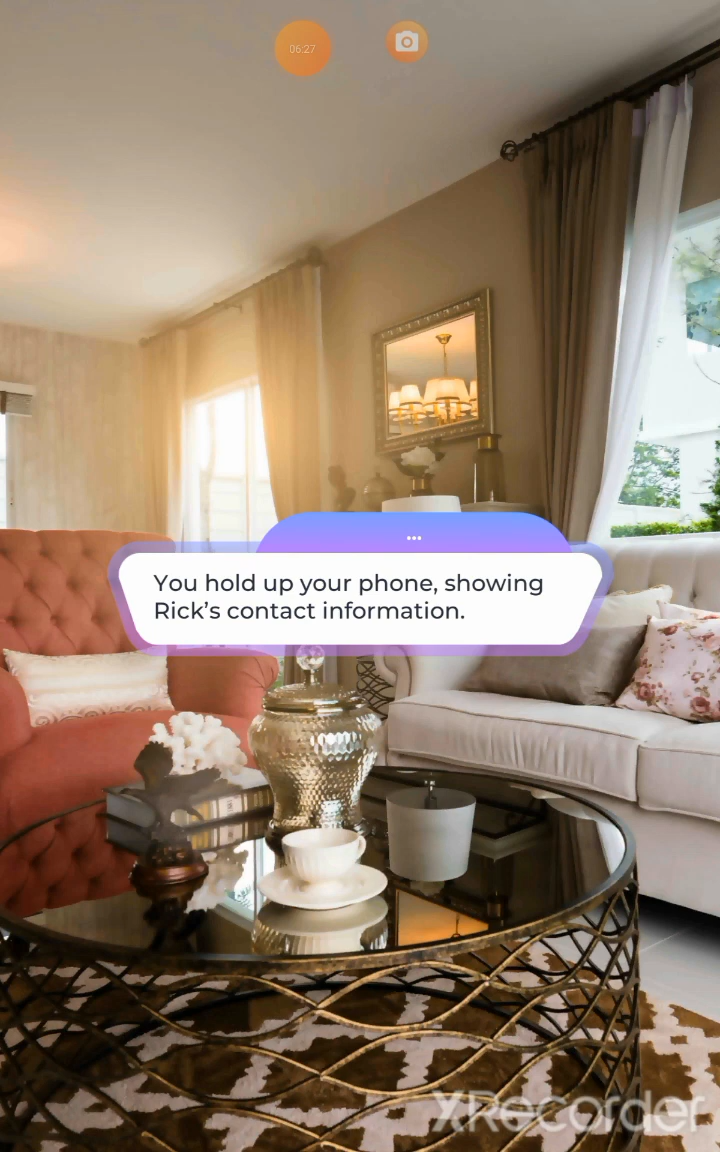 06:27
...
You hold up your phone, showing
Rick’s contact information.
XRecorder